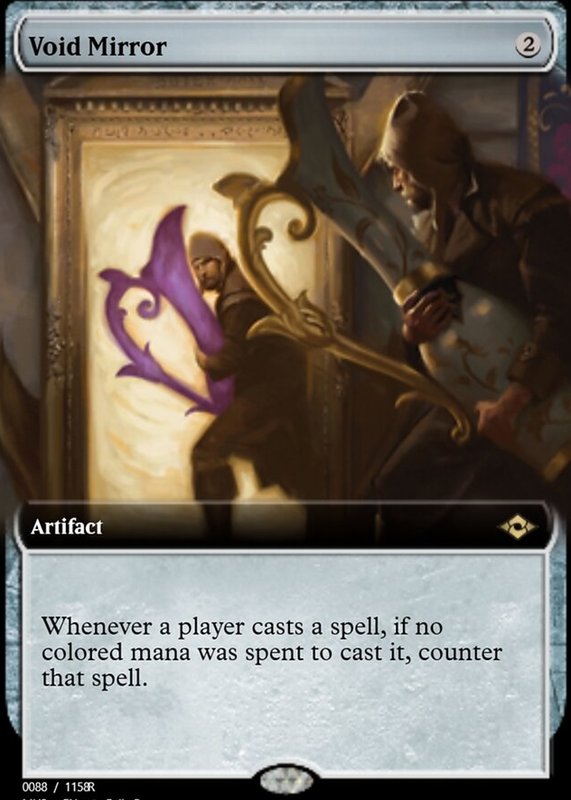 Void Mirror
2
Artifact
Whenever a player casts a spell, if no
colored mana was spent to cast it, counter
that spell.
0088 / 1158R